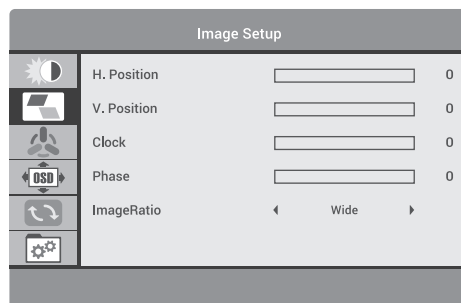 Image Setup
H. Position 0
V. Position 0
Clock 0
OSD
Phase 0
ImageRatio Wide